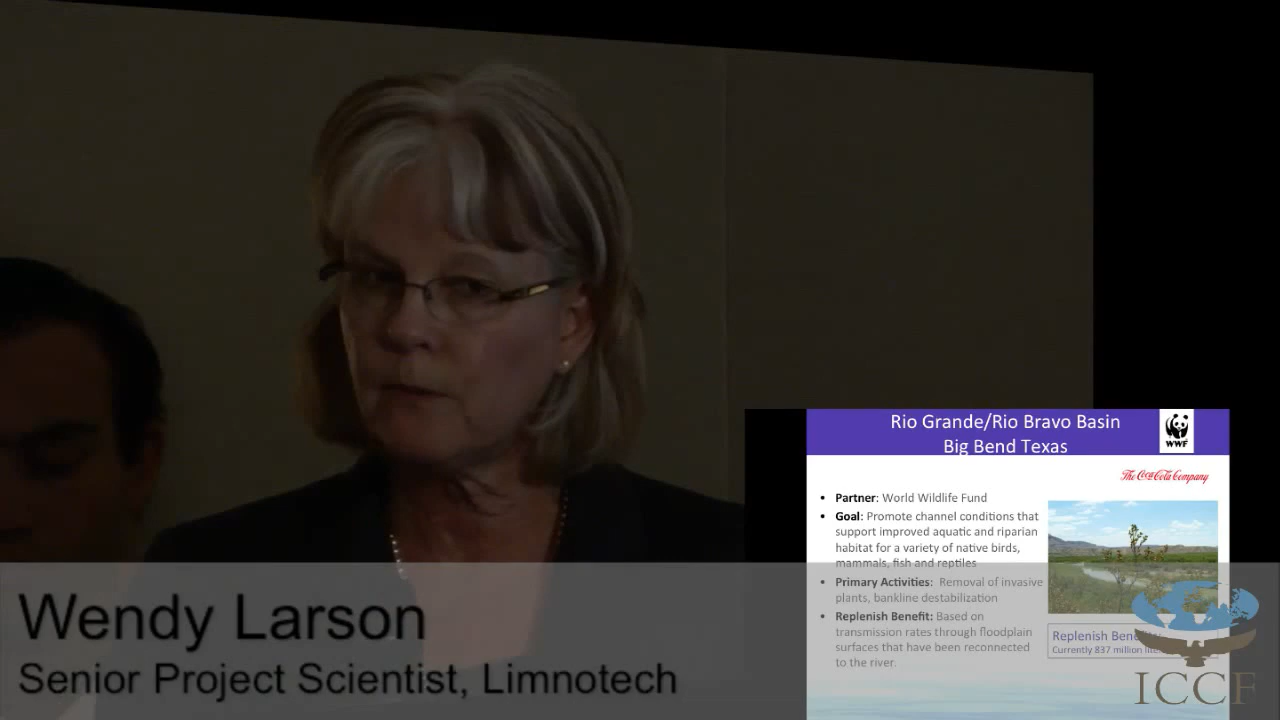 Rio Grande/Rio Bravo Basin
Big Bend Texas
WWF
The Coca-Cola Company
• Partner: World Wildlife Fund
• Goal: Promote channel conditions that
support improved aquatic and riparian
habitat for a variety of native birds,
mammals, fish and reptiles
• Primary Activities: Removal of invasive
plants, bankline destabilization
• Replenish Benefit: Based on
transmission rates through floodplain
surfaces that have been reconnected
to the river.
Replenish
Currently 837 million
Wendy Larson
Senior Project Scientist, Limnotech
ICCF